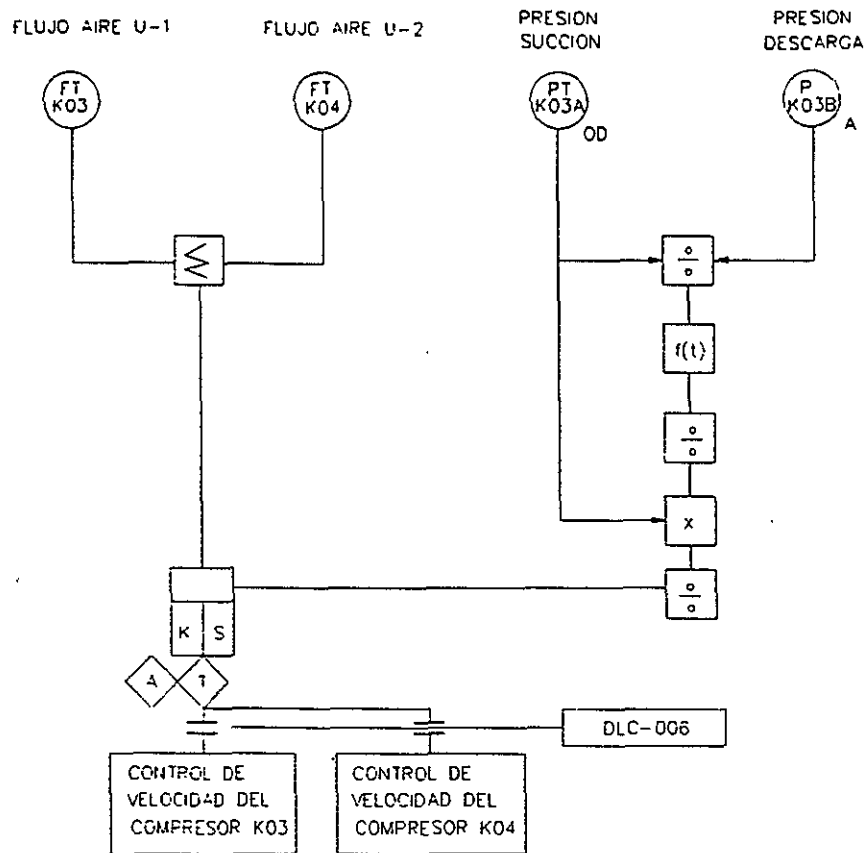 FLUJO AIRE U-1
FLUJO AIRE U-2
PRESION
SUCCION
PRESION
DESCARGA
FT
K03
FT
K04
PT
K03A
OD
P
K03B
A
÷
f(t)
÷
x
÷
K S
A T
DLC-006
CONTROL DE
VELOCIDAD DEL
COMPRESOR K03
CONTROL DE
VELOCIDAD DEL
COMPRESOR K04